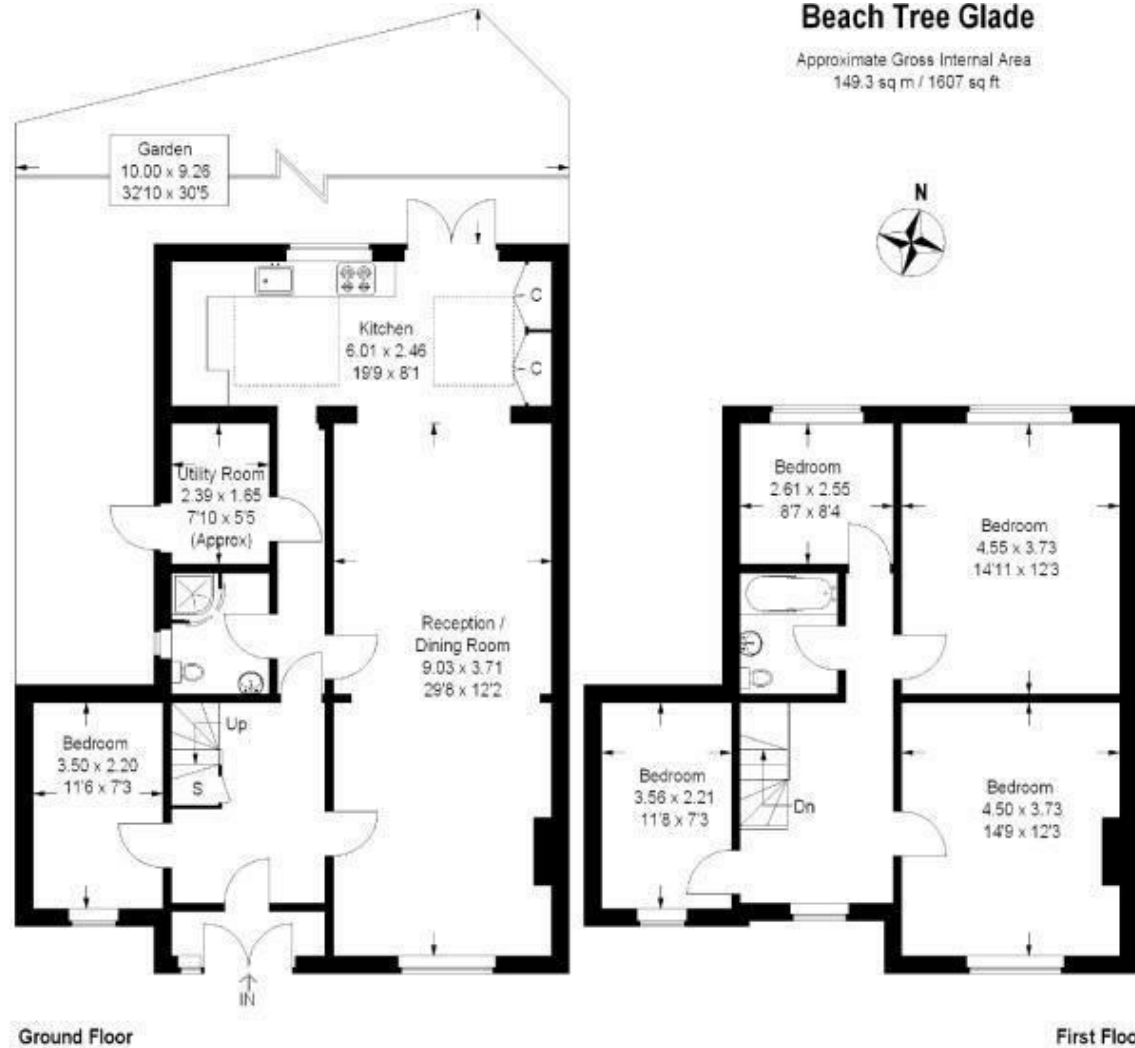 Beach Tree Glade
Approximate Gross Internal Area
149.3 sq m / 1607 sq ft
Garden
10.00 x 9.26
32'10 x 30'5
N
Kitchen
6.01 x 2.46
19'9 x 8'1
C
C
Utility Room
2.39 x 1.65
7'10 x 5'5
(Approx)
Reception /
Dining Room
9.03 x 3.71
29'8 x 12'2
Up
S
Bedroom
3.50 x 2.20
11'6 x 7'3
IN
Bedroom
2.61 x 2.55
8'7 x 8'4
Bedroom
4.55 x 3.73
14'11 x 12'3
Bedroom
3.56 x 2.21
11'8 x 7'3
Dn
Bedroom
4.50 x 3.73
14'9 x 12'3
Ground Floor
First Floo